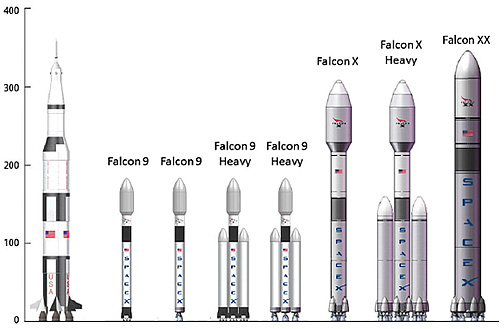 400
300
200
100
0
Falcon 9
Falcon 9
Falcon 9
Heavy
Falcon 9
Heavy
Falcon X
Falcon X
Heavy
Falcon XX
USA
SPACEX
SPACEX
SPACEX
SPACEX
SPACEX
SPACEX
SPACEX